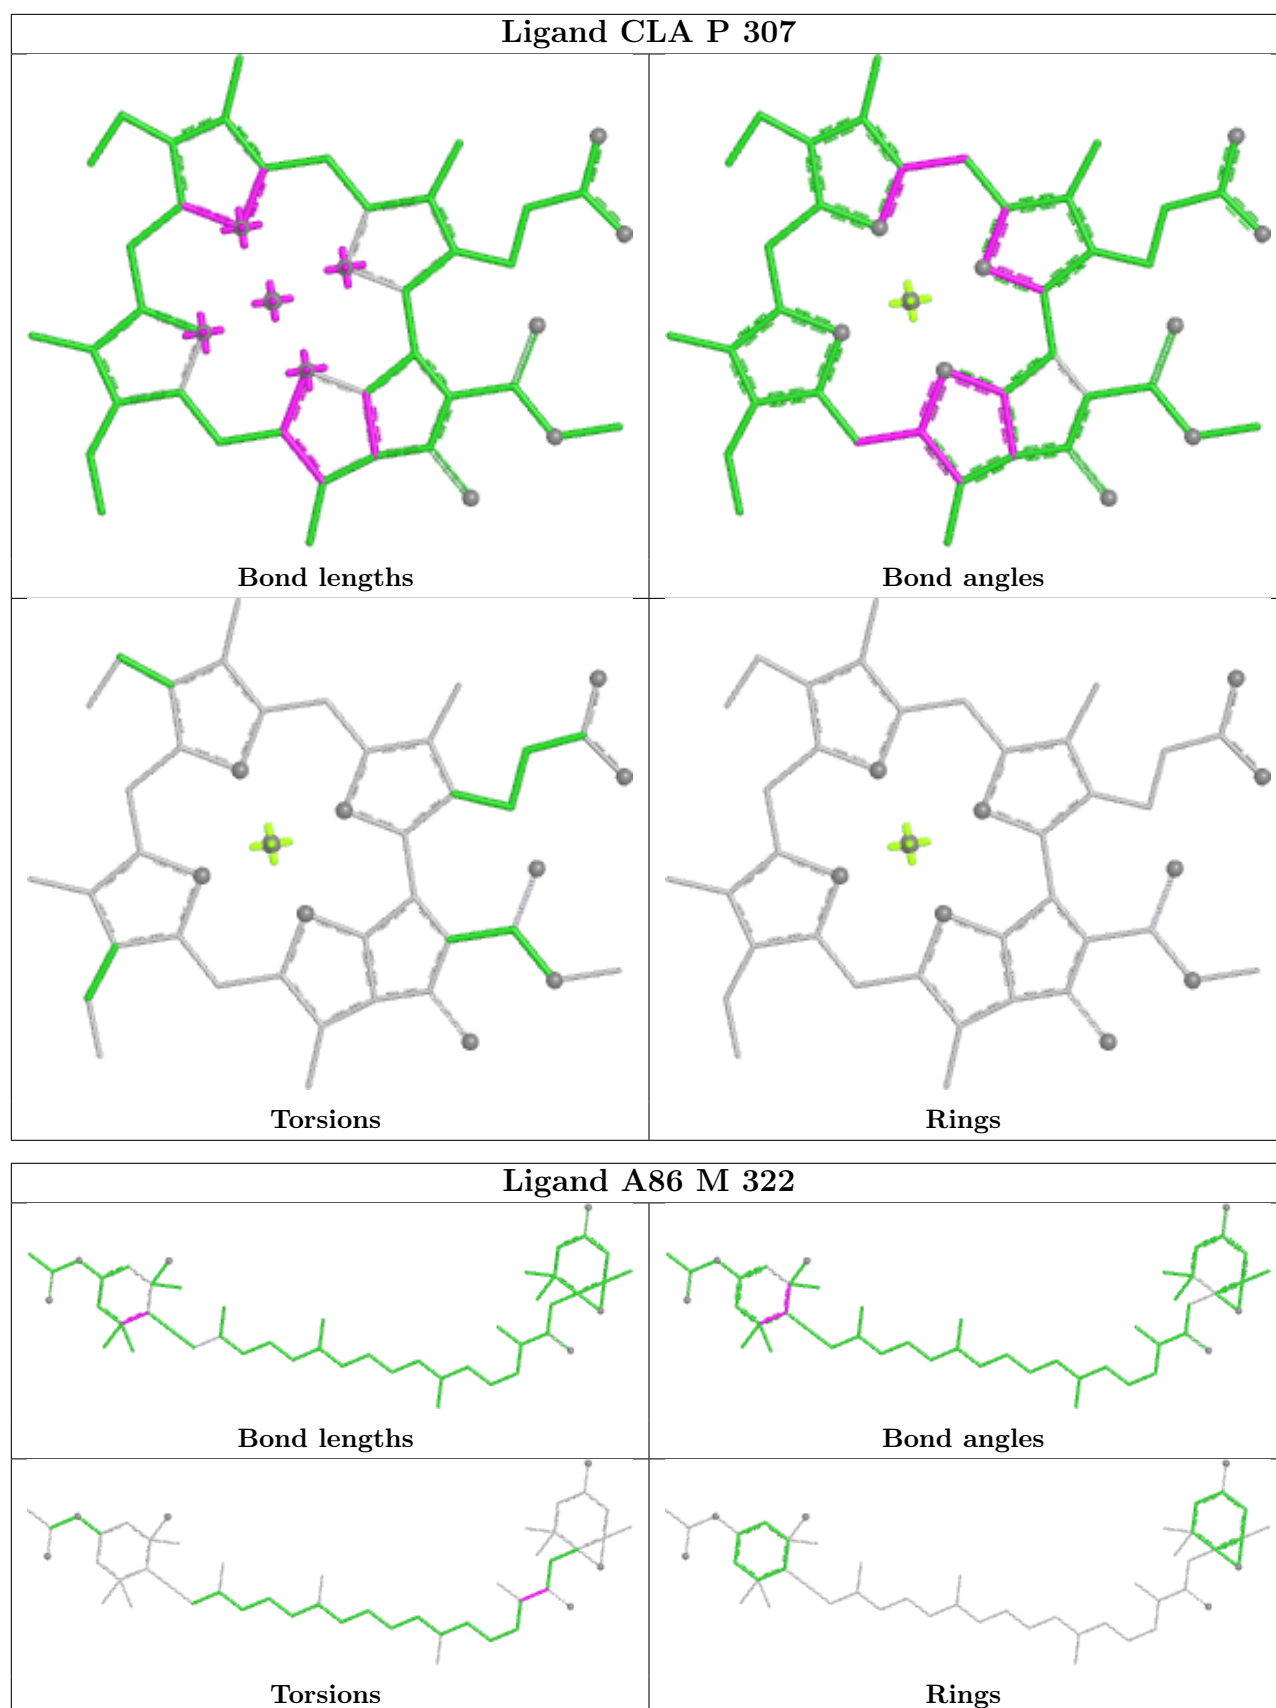 Ligand CLA P 307
Bond lengths
Bond angles
Torsions
Rings
Ligand A86 M 322
Bond lengths
Bond angles
Torsions
Rings